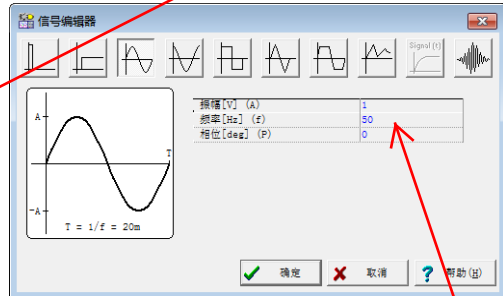 信号编辑器
Signal (t)
A
T
-A
T = 1/f = 20m
振幅[V] (A) 1
频率[Hz] (f) 50
相位[deg] (P) 0
确定 取消 帮助(H)